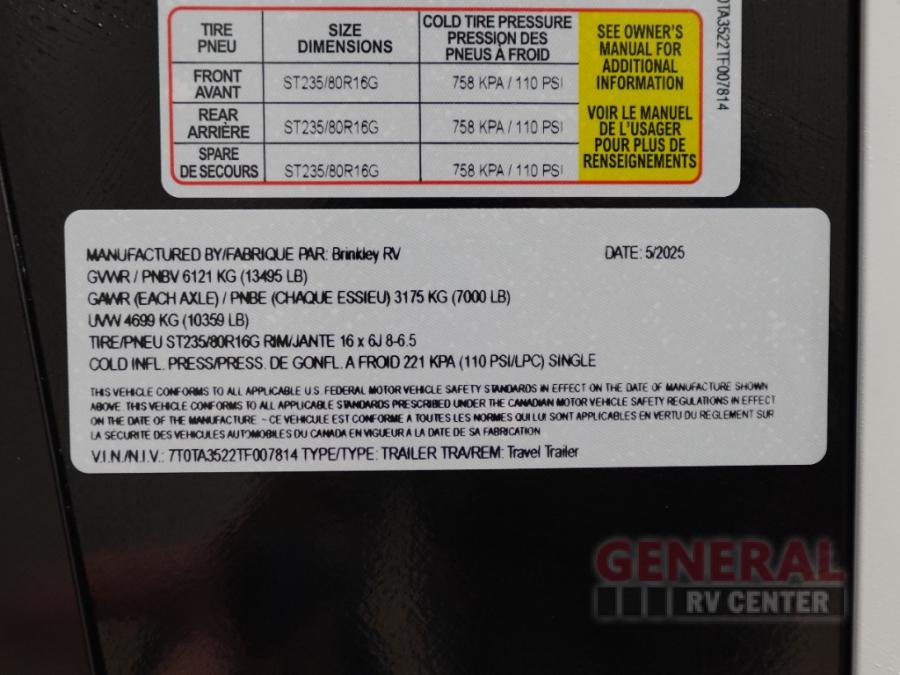 TIRE PNEU SIZE DIMENSIONS COLD TIRE PRESSURE PRESSION DES PNEUS À FROID
FRONT AVANT ST235/80R16G 758 KPA / 110 PSI
REAR ARRIÈRE ST235/80R16G 758 KPA / 110 PSI
SPARE DE SECOURS ST235/80R16G 758 KPA / 110 PSI
SEE OWNER'S
MANUAL FOR
ADDITIONAL
INFORMATION
VOIR LE MANUEL
DE L'USAGER
POUR PLUS DE
RENSEIGNEMENTS
0TA3522TF007814
MANUFACTURED BY/FABRIQUE PAR: Brinkley RV DATE: 5/2025
GVWR / PNBV 6121 KG (13495 LB)
GAWR (EACH AXLE) / PNBE (CHAQUE ESSIEU) 3175 KG (7000 LB)
UVW 4699 KG (10359 LB)
TIRE/PNEU ST235/80R16G RIM/JANTE 16 x 6J 8-6.5
COLD INFL. PRESS/PRESS. DE GONFL. A FROID 221 KPA (110 PSI/LPC) SINGLE
THIS VEHICLE CONFORMS TO ALL APPLICABLE U.S. FEDERAL MOTOR VEHICLE SAFETY STANDARDS IN EFFECT ON THE DATE OF MANUFACTURE SHOWN
ABOVE. THIS VEHICLE CONFORMS TO ALL APPLICABLE STANDARDS PRESCRIBED UNDER THE CANADIAN MOTOR VEHICLE SAFETY REGULATIONS IN EFFECT
ON THE DATE OF THE MANUFACTURE - CE VEHICULE EST CONFORME A TOUTES LES NORMES QUI LUI SONT APPLICABLES EN VERTU DU REGLEMENT SUR
LA SECURITE DES VEHICULES AUTOMOBILES DU CANADA EN VIGUEUR A LA DATE DE SA FABRICATION
V.I.N./N.I.V.: 7T0TA3522TF007814 TYPE/TYPE: TRAILER TRA/REM: Travel Trailer
GENERAL
RV CENTER